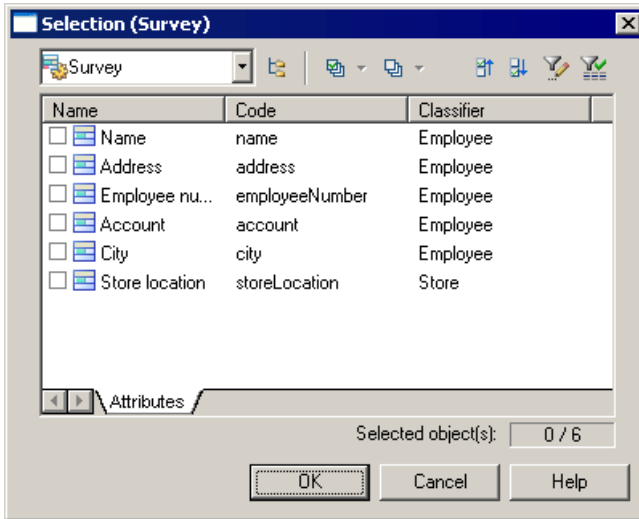 Selection (Survey)
Survey
Name Code Classifier
Name name Employee
Address address Employee
Employee nu... employeeNumber Employee
Account account Employee
City city Employee
Store location storeLocation Store
Attributes
Selected object(s): 0 / 6
OK Cancel Help